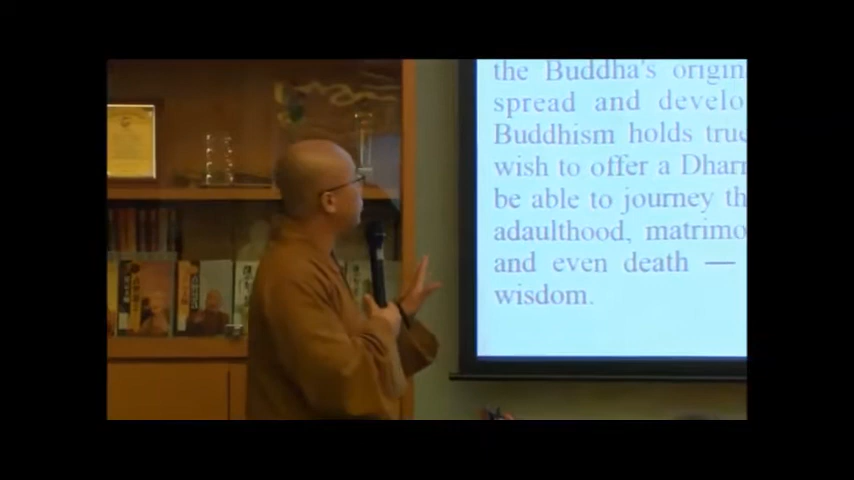 the Buddha's origin
spread and develo
Buddhism holds true
wish to offer a Dharm
be able to journey th
adaulthood, matrimo
and even death —
wisdom.